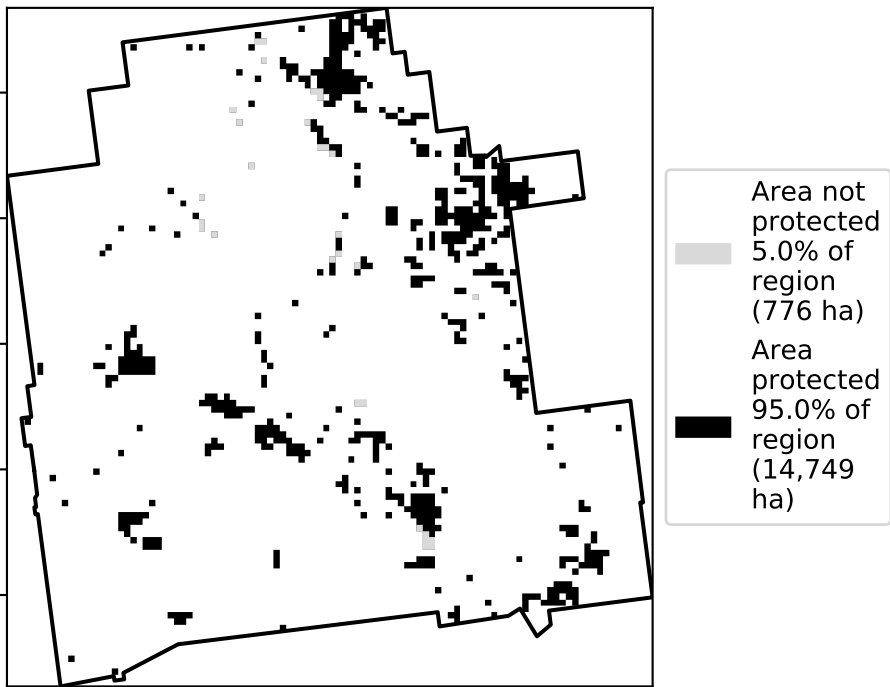 Area not
protected
5.0% of
region
(776 ha)
Area
protected
95.0% of
region
(14,749
ha)